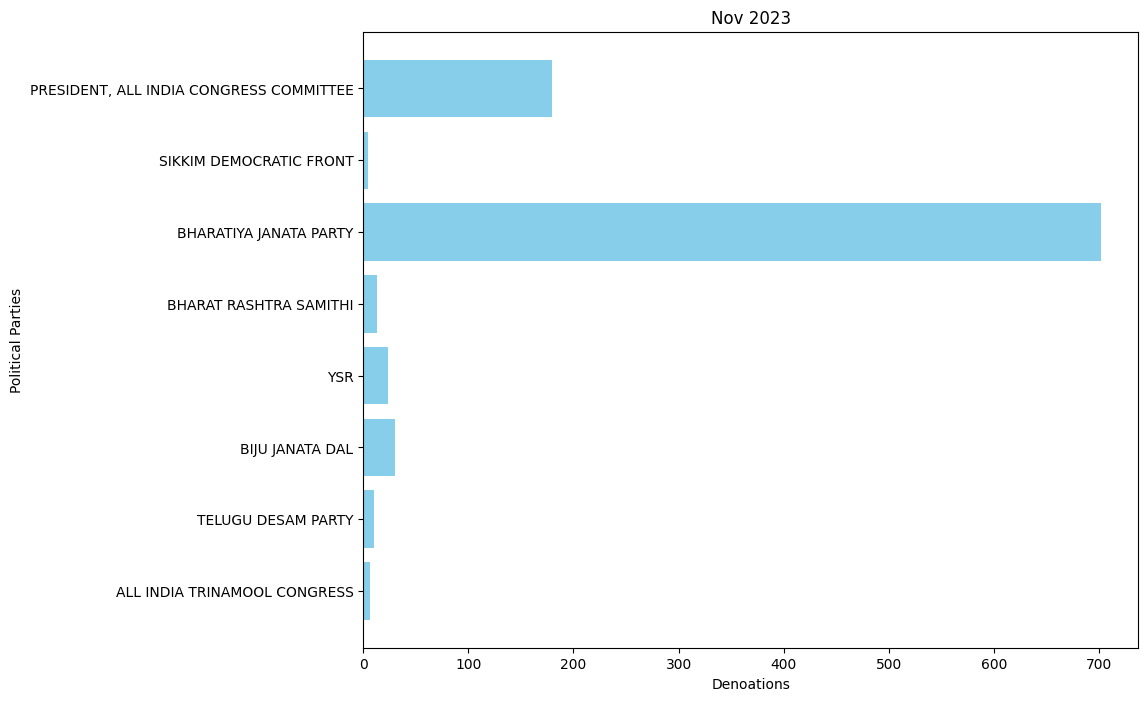 Nov 2023
Political Parties
PRESIDENT, ALL INDIA CONGRESS COMMITTEE
SIKKIM DEMOCRATIC FRONT
BHARATIYA JANATA PARTY
BHARAT RASHTRA SAMITHI
YSR
BIJU JANATA DAL
TELUGU DESAM PARTY
ALL INDIA TRINAMOOL CONGRESS
0 100 200 300 400 500 600 700
Denoations